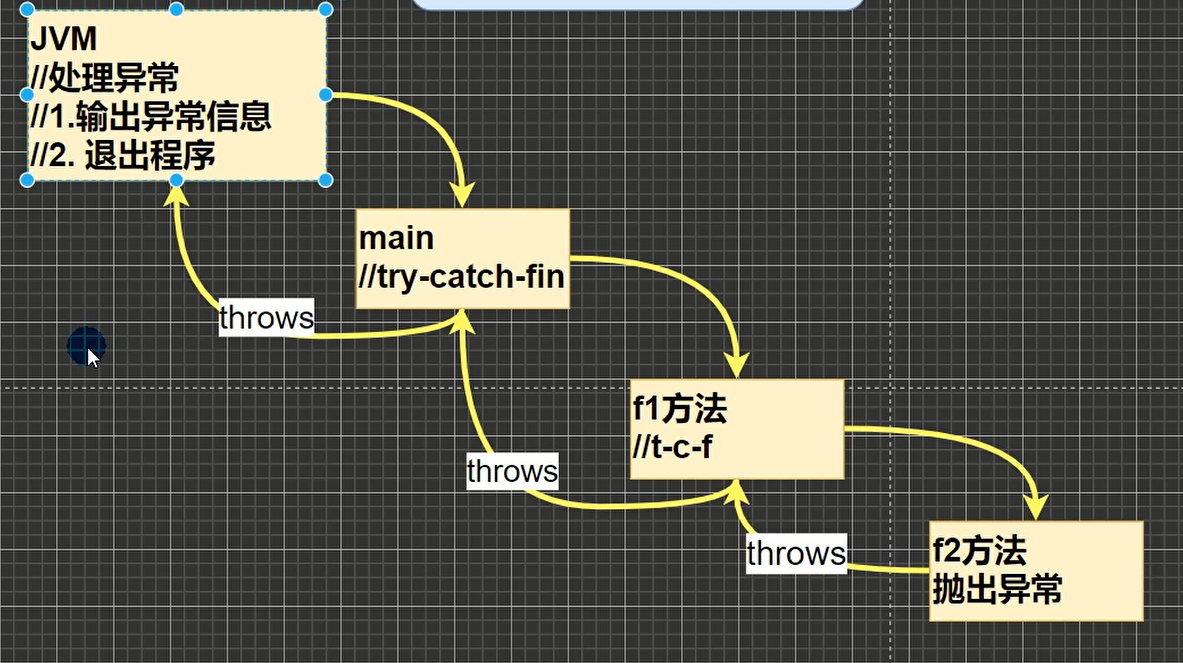 JVM
//处理异常
//1.输出异常信息
//2. 退出程序
main
//try-catch-fin
throws
f1方法
//t-c-f
throws
f2方法
抛出异常
throws